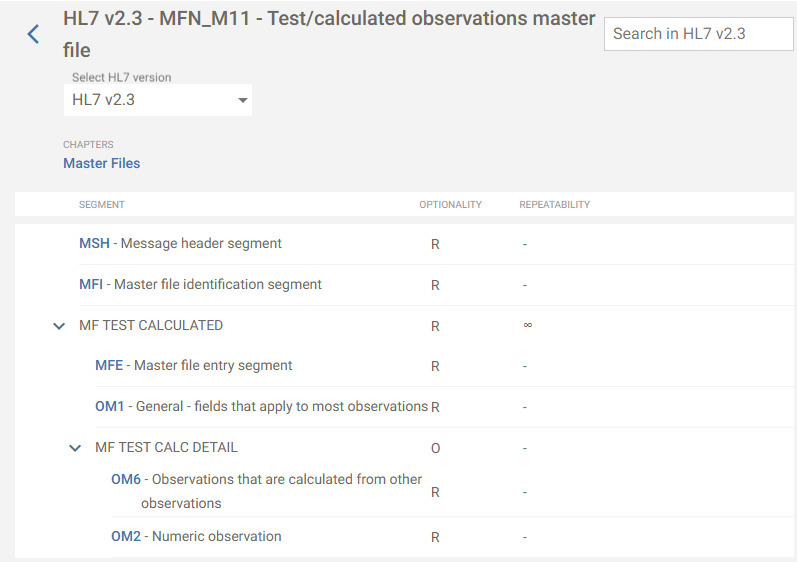 HL7 v2.3 - MFN_M11 - Test/calculated observations master
file
Search in HL7 v2.3
Select HL7 version
HL7 v2.3
CHAPTERS
Master Files
SEGMENT OPTIONALITY REPEATABILITY
MSH - Message header segment R -
MFI - Master file identification segment R -
MF TEST CALCULATED R ∞
MFE - Master file entry segment R -
OM1 - General - fields that apply to most observations R -
MF TEST CALC DETAIL O -
OM6 - Observations that are calculated from other
observations R -
OM2 - Numeric observation R -